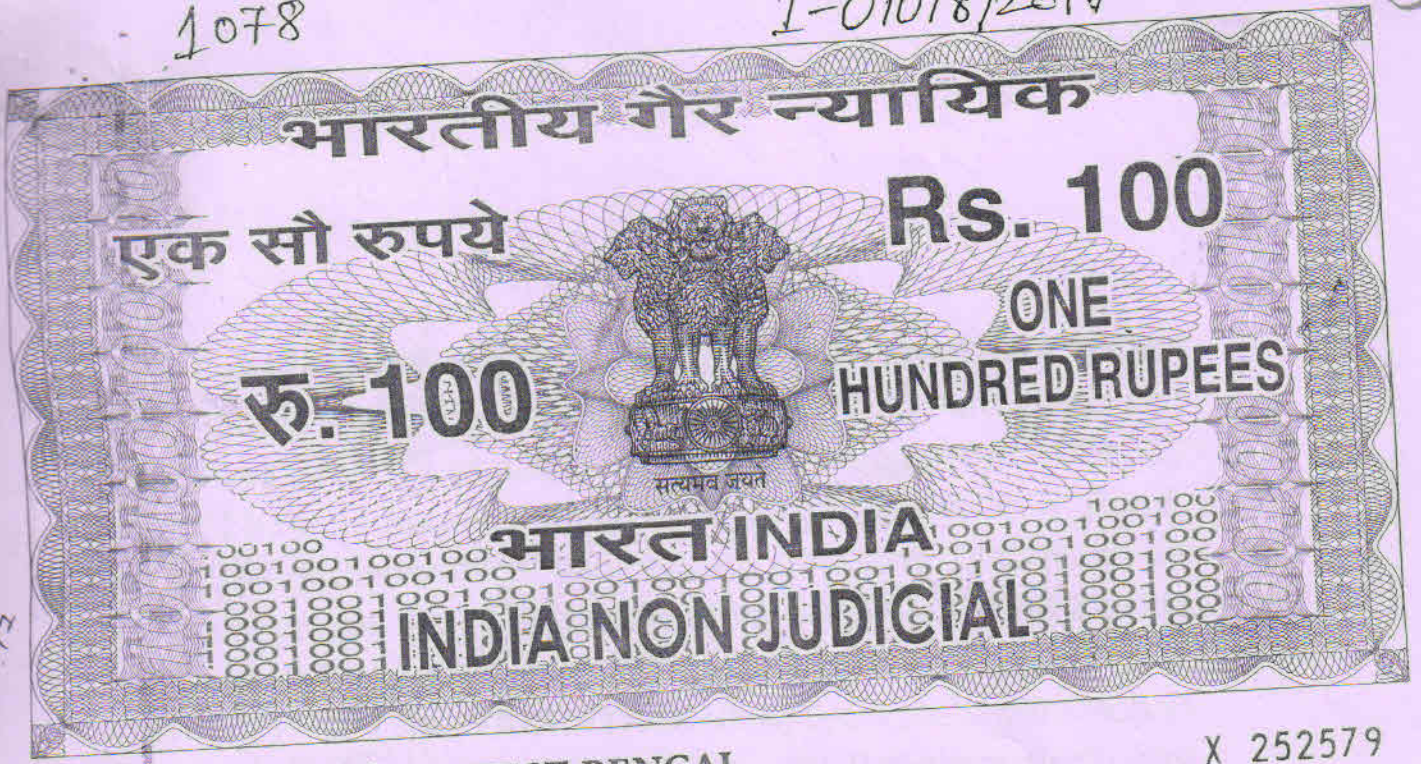 1078
भारतीय गैर न्यायिक
एक सौ रुपये
Rs. 100
रु. 100
ONE
HUNDRED RUPEES
सत्यमेव जयते
भारत INDIA
INDIA NON JUDICIAL
BENGAL
X 252579